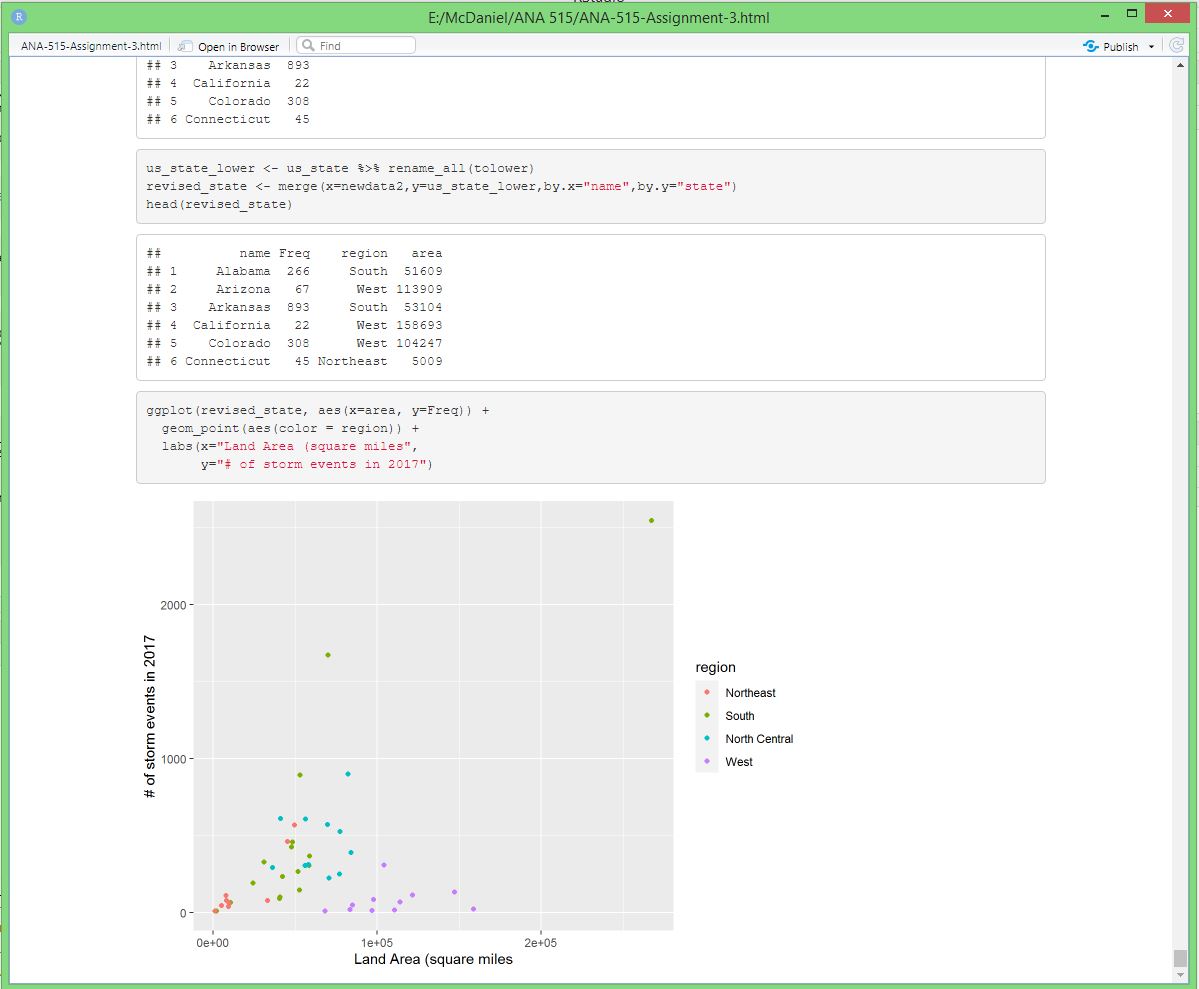 E:/McDaniel/ANA 515/ANA-515-Assignment-3.html
R
ANA-515-Assignment-3.html
Open in Browser
Find
Publish
## 3    Arkansas  893
## 4  California   22
## 5    Colorado  308
## 6 Connecticut   45
us_state_lower <- us_state %>% rename_all(tolower)
revised_state <- merge(x=newdata2,y=us_state_lower,by.x="name",by.y="state")
head(revised_state)
##          name Freq    region   area
## 1     Alabama  266     South  51609
## 2     Arizona   67      West 113909
## 3    Arkansas  893     South  53104
## 4  California   22      West 158693
## 5    Colorado  308      West 104247
## 6 Connecticut   45 Northeast   5009
ggplot(revised_state, aes(x=area, y=Freq)) +
  geom_point(aes(color = region)) +
  labs(x="Land Area (square miles",
       y="# of storm events in 2017")
# of storm events in 2017
2000
1000
0
0e+00
1e+05
2e+05
Land Area (square miles
region
Northeast
South
North Central
West